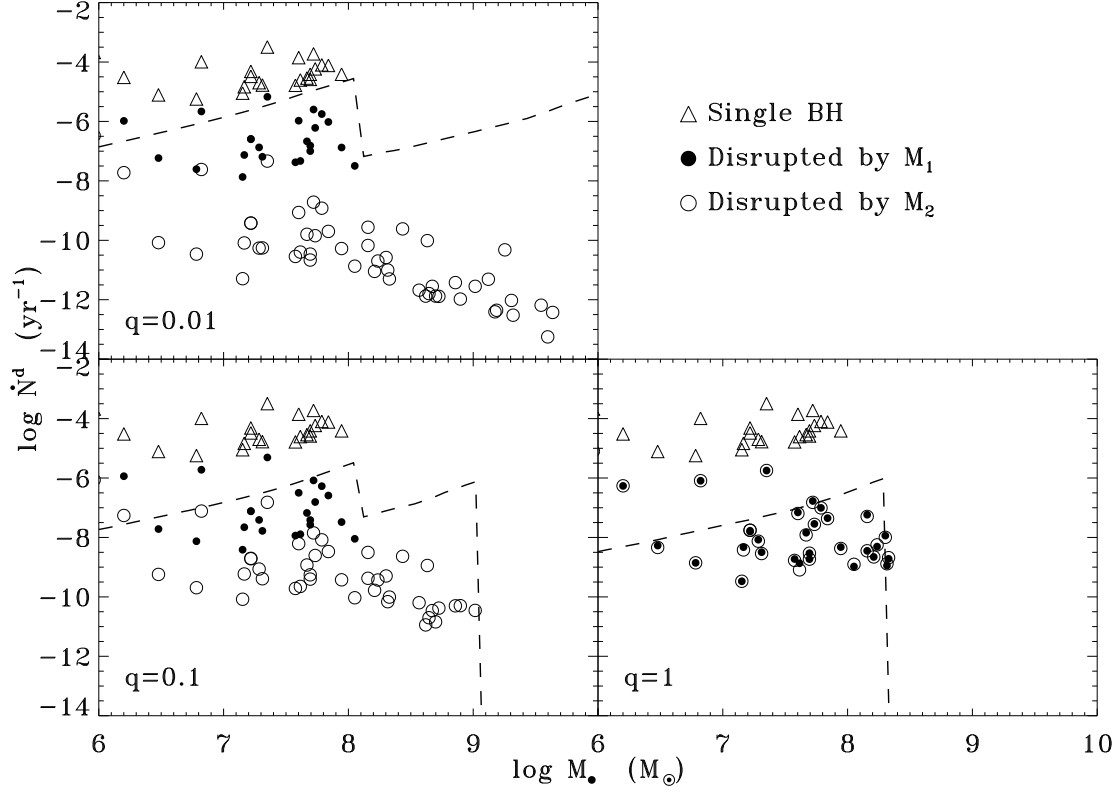 −2
−4
−6
−8
−10
−12
−14
q=0.01
△ Single BH
● Disrupted by M₁
○ Disrupted by M₂
log Ṅᵈ (yr⁻¹)
−2
−4
−6
−8
−10
−12
−14
q=0.1
q=1
6 7 8 9 6 7 8 9 10
log M● (M⊙)